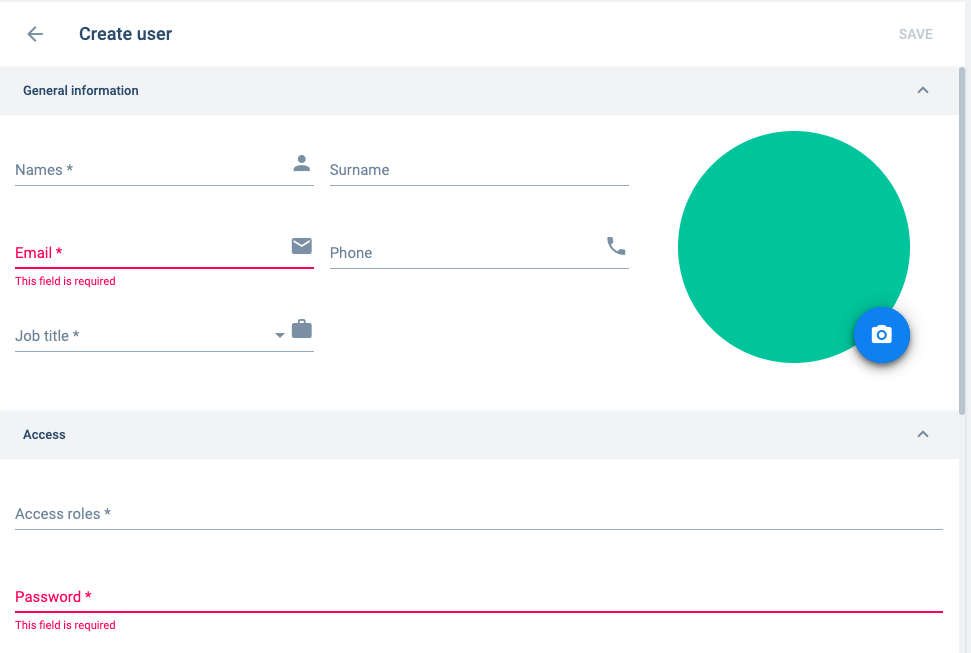 Create user
SAVE
General information
Names *
Surname
Email *
Phone
This field is required
Job title *
Access
Access roles *
Password *
This field is required